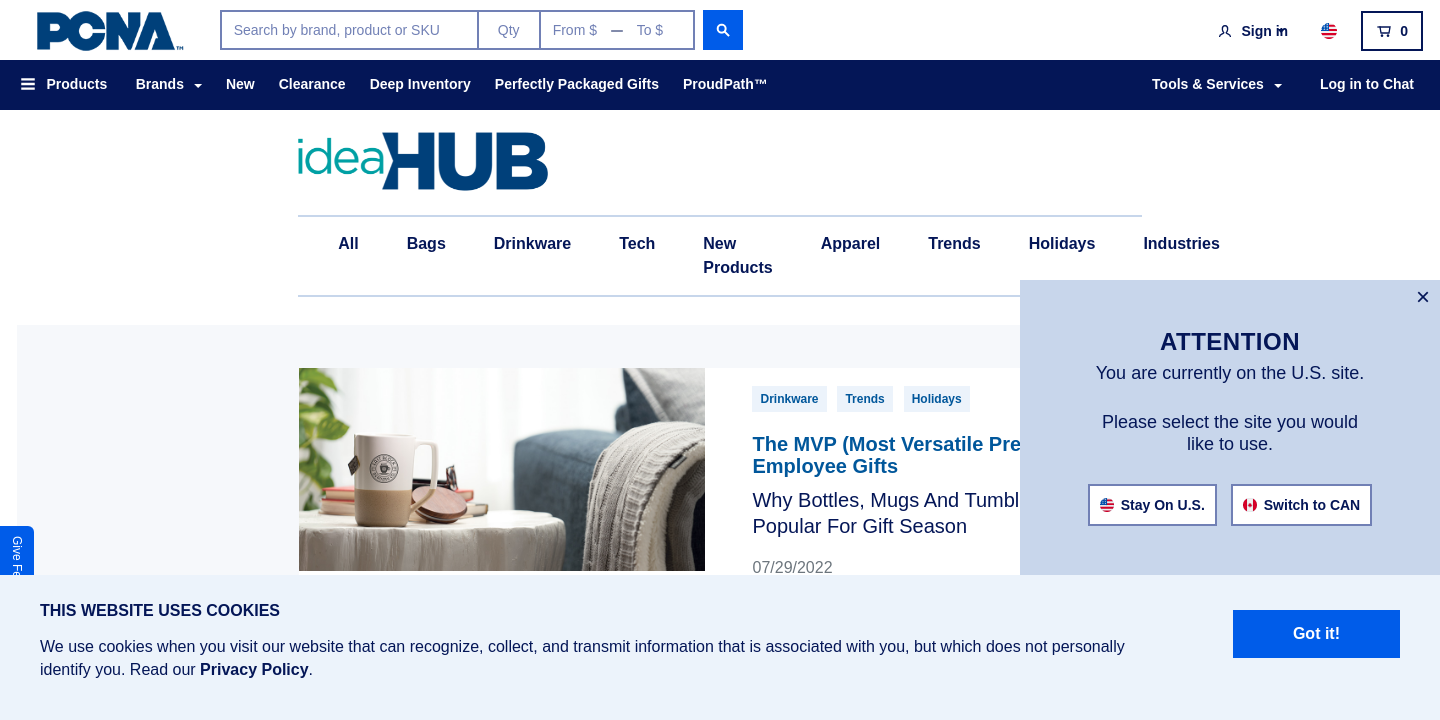 PCNA™
Search by brand, product or SKU
Qty
From $ — To $
Sign in
0
Products
Brands
New
Clearance
Deep Inventory
Perfectly Packaged Gifts
ProudPath™
Tools & Services
Log in to Chat
ideaHUB
All
Bags
Drinkware
Tech
New
Products
Apparel
Trends
Holidays
Industries
×
ATTENTION
You are currently on the U.S. site.
Please select the site you would
like to use.
Stay On U.S.
Switch to CAN
Drinkware
Trends
Holidays
The MVP (Most Versatile Pre
Employee Gifts
Why Bottles, Mugs And Tumbl
Popular For Gift Season
07/29/2022
Give Fe
THIS WEBSITE USES COOKIES
We use cookies when you visit our website that can recognize, collect, and transmit information that is associated with you, but which does not personally
identify you. Read our Privacy Policy.
Got it!